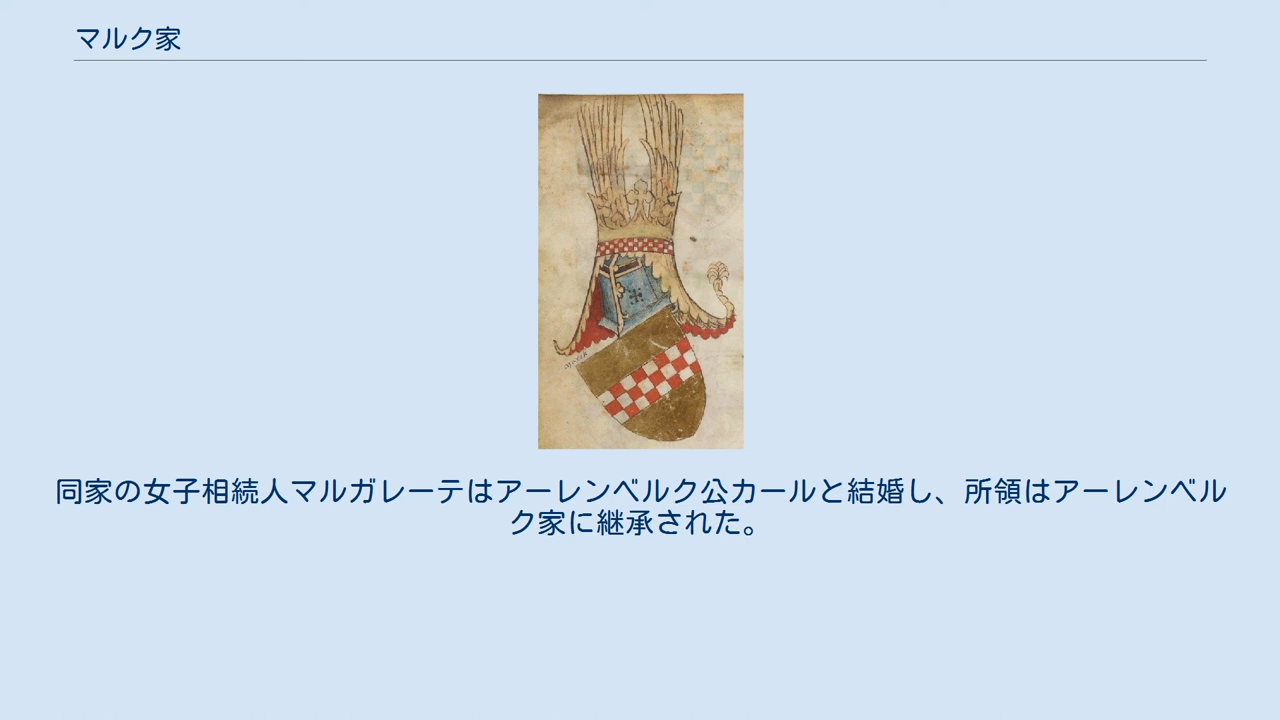 マルク家
同家の女子相続人マルガレーテはアーレンベルク公カールと結婚し、所領はアーレンベル
ク家に継承された。